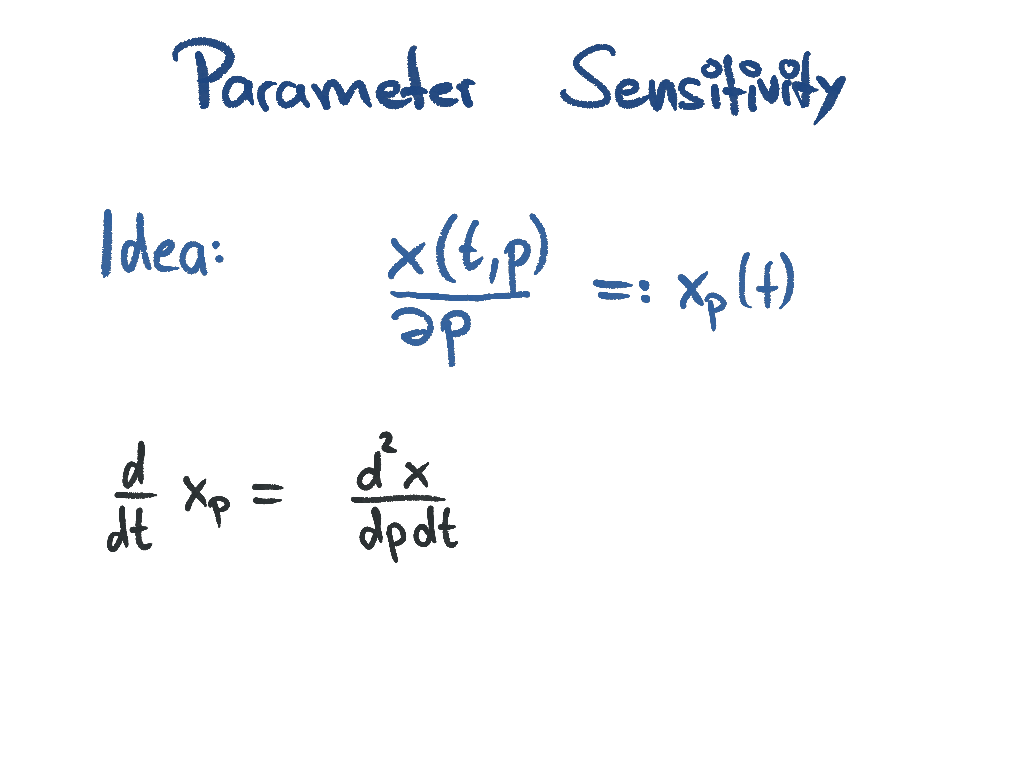 Parameter Sensitivity
Idea: x(t,p)/∂p =: x_p(t)
d/dt x_p = d²x/dpdt